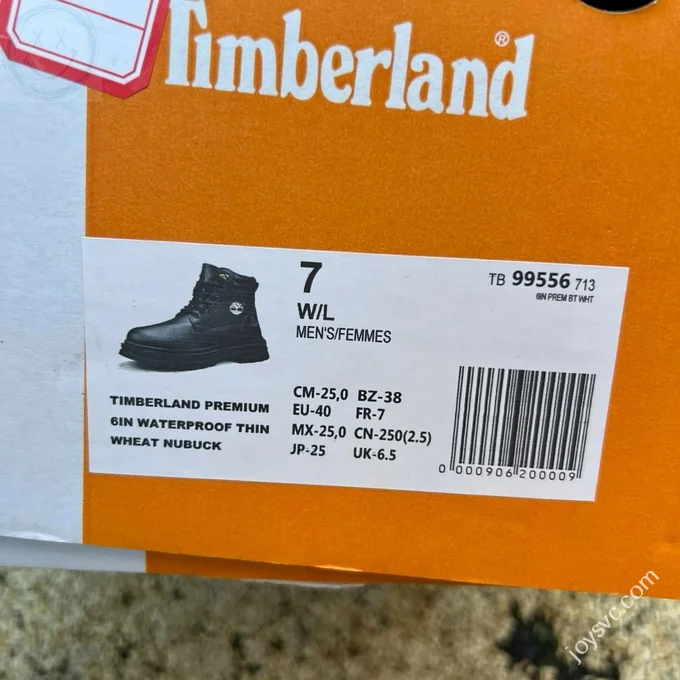 Timberland®
7
W/L
MEN'S/FEMMES
TB 99556 713
6IN PREM BT WHT
TIMBERLAND PREMIUM
6IN WATERPROOF THIN
WHEAT NUBUCK
CM-25,0 BZ-38
EU-40 FR-7
MX-25,0 CN-250(2.5)
JP-25 UK-6.5
0 000906 200009
joysvc.com